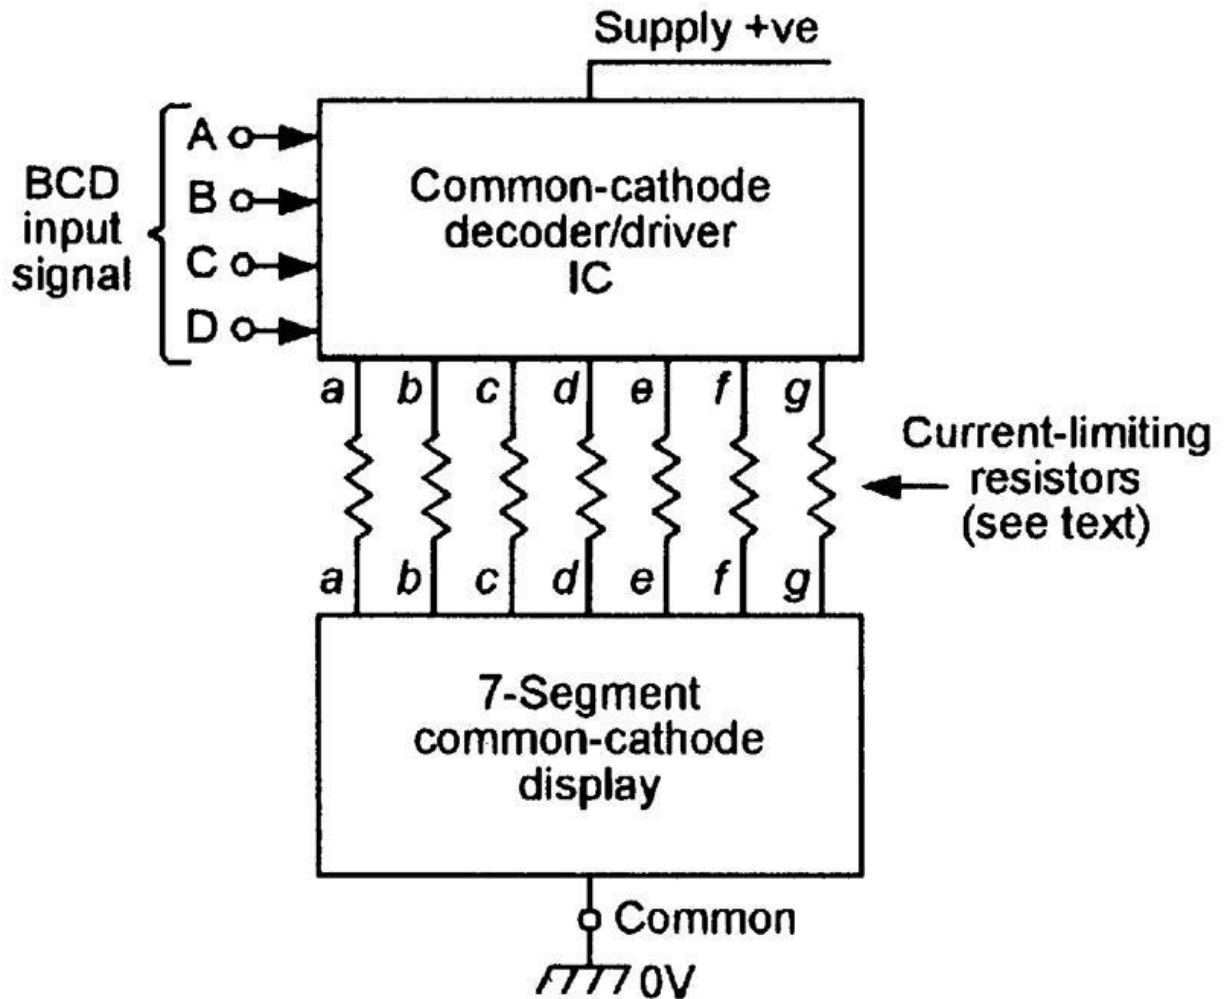 Supply +ve
BCD
input
signal
A
B
C
D
Common-cathode
decoder/driver
IC
a b c d e f g
Current-limiting
resistors
(see text)
a b c d e f g
7-Segment
common-cathode
display
Common
0V